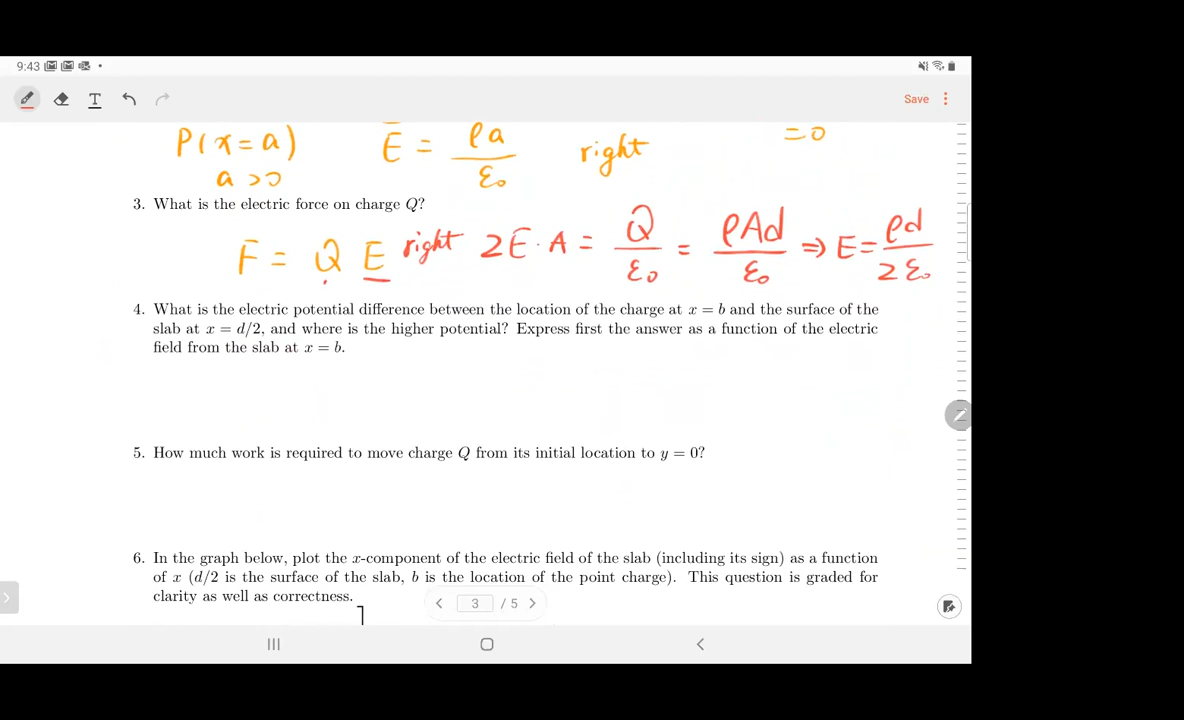 9:43
Save
P(x=a) E = ρa/ε₀ right =0
a >0
3. What is the electric force on charge Q?
F = Q E right 2E·A = Q/ε₀ = ρAd/ε₀ ⇒ E = ρd/2ε₀
4. What is the electric potential difference between the location of the charge at x = b and the surface of the
slab at x = d/2, and where is the higher potential? Express first the answer as a function of the electric
field from the slab at x = b.
5. How much work is required to move charge Q from its initial location to y = 0?
6. In the graph below, plot the x-component of the electric field of the slab (including its sign) as a function
of x (d/2 is the surface of the slab, b is the location of the point charge). This question is graded for
clarity as well as correctness.
3 / 5